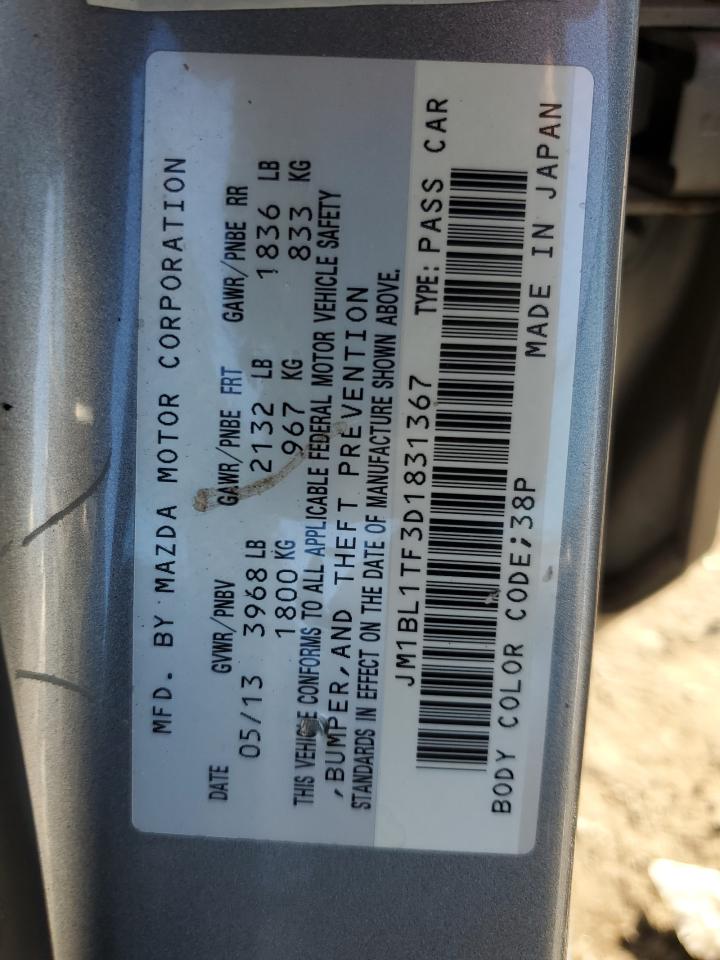 MFD. BY MAZDA MOTOR CORPORATION
DATE GVWR/PNBV GAWR/PNBE FRT GAWR/PNBE RR
05/13 3968 LB 2132 LB 1836 LB
1800 KG 967 KG 833 KG
THIS VEHICLE CONFORMS TO ALL APPLICABLE FEDERAL MOTOR VEHICLE SAFETY
,BUMPER,AND THEFT PREVENTION
STANDARDS IN EFFECT ON THE DATE OF MANUFACTURE SHOWN ABOVE.
JM1BL1TF3D1831367 TYPE: PASS CAR
BODY COLOR CODE;38P MADE IN JAPAN